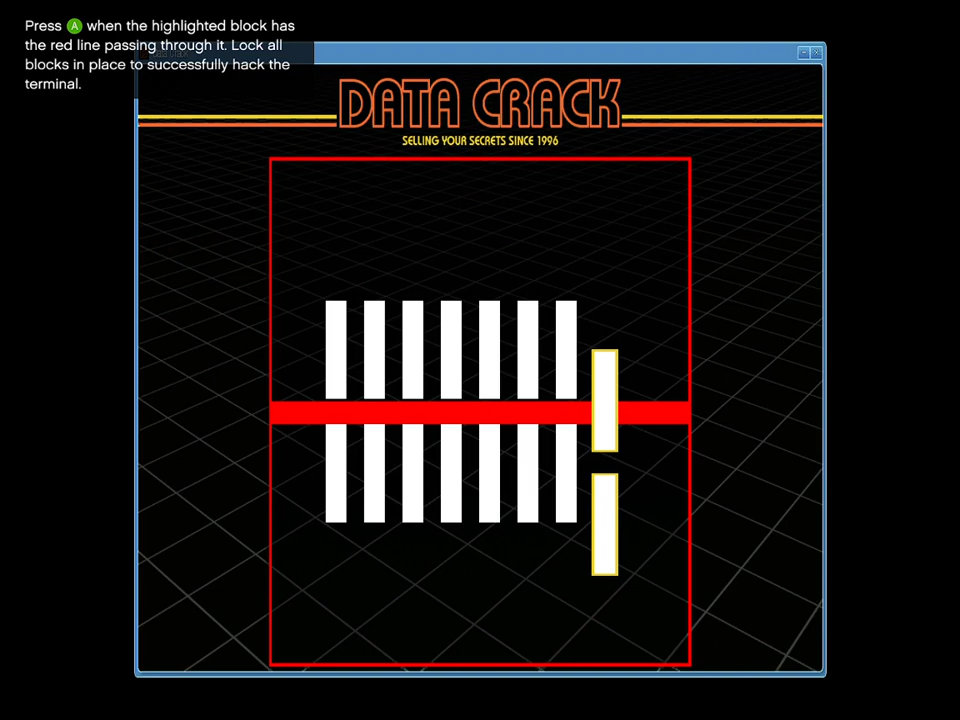 Press A when the highlighted block has
the red line passing through it. Lock all
blocks in place to successfully hack the
terminal.
DATA CRACK
SELLING YOUR SECRETS SINCE 1996